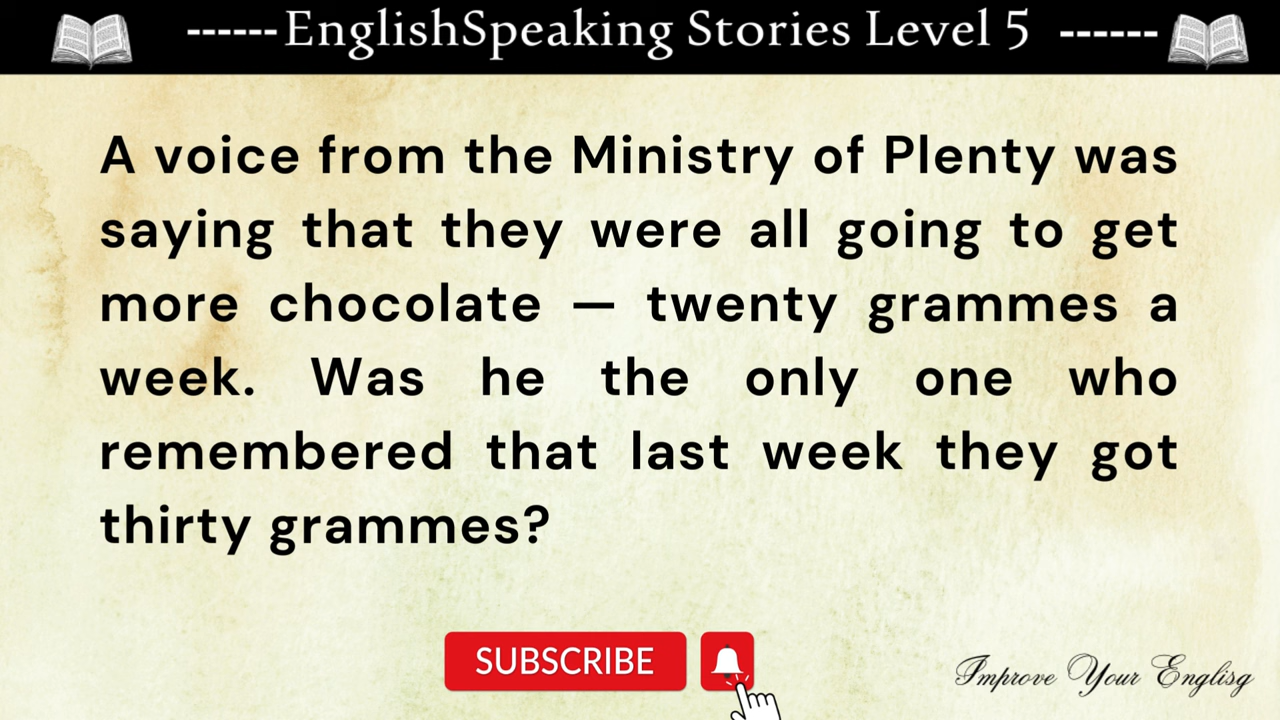 ------EnglishSpeaking Stories Level 5 ------
A voice from the Ministry of Plenty was
saying that they were all going to get
more chocolate — twenty grammes a
week. Was he the only one who
remembered that last week they got
thirty grammes?
SUBSCRIBE
Improve Your Englisg